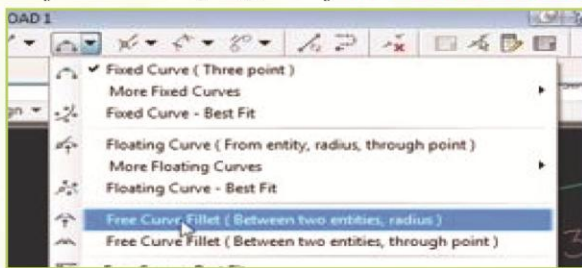 OAD 1
Fixed Curve ( Three point )
More Fixed Curves
Fixed Curve - Best Fit
Floating Curve ( From entity, radius, through point )
More Floating Curves
Floating Curve - Best Fit
Free Curve Fillet ( Between two entities, radius )
Free Curve Fillet ( Between two entities, through point )